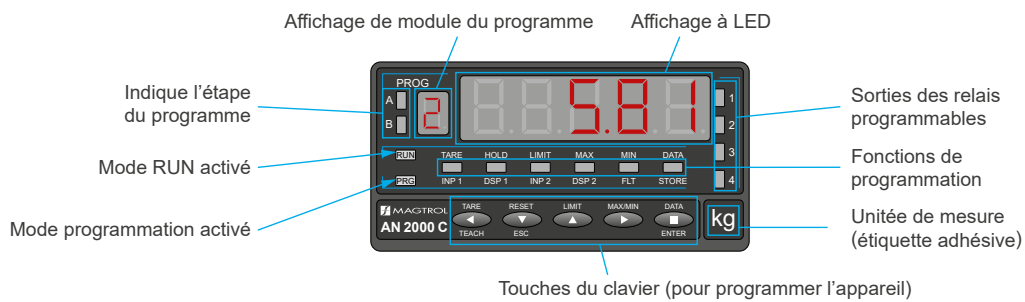 Affichage de module du programme
Affichage à LED
Indique l'étape
du programme
Mode RUN activé
Mode programmation activé
PROG
A
B
2
5.81
1
2
3
4
RUN
PRG
TARE HOLD LIMIT MAX MIN DATA
INP 1 DSP 1 INP 2 DSP 2 FLT STORE
MAGTROL
AN 2000 C
TARE RESET LIMIT MAX/MIN DATA
TEACH ESC ENTER
kg
Sorties des relais
programmables
Fonctions de
programmation
Unitée de mesure
(étiquette adhésive)
Touches du clavier (pour programmer l'appareil)